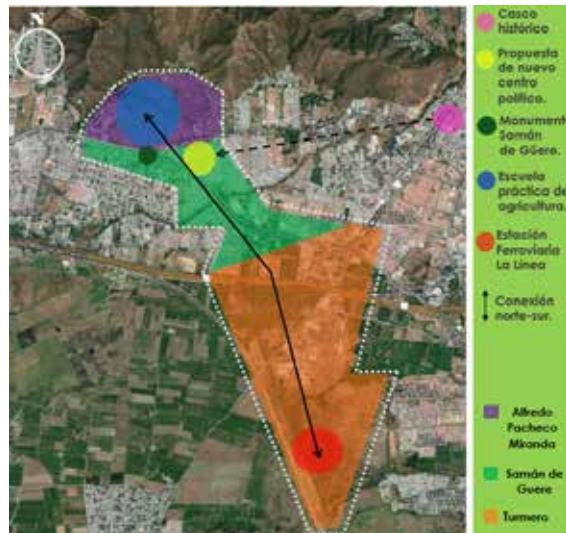 N
Casco
histórico
Propuesta
de nuevo
centro
político.
Monumento
Samán
de Güere.
Escuela
práctica de
agricultura.
Estación
Ferroviaria
La Linea
Conexión
norte-sur.
Alfredo
Pacheco
Miranda
Samán de
Guere
Turmero